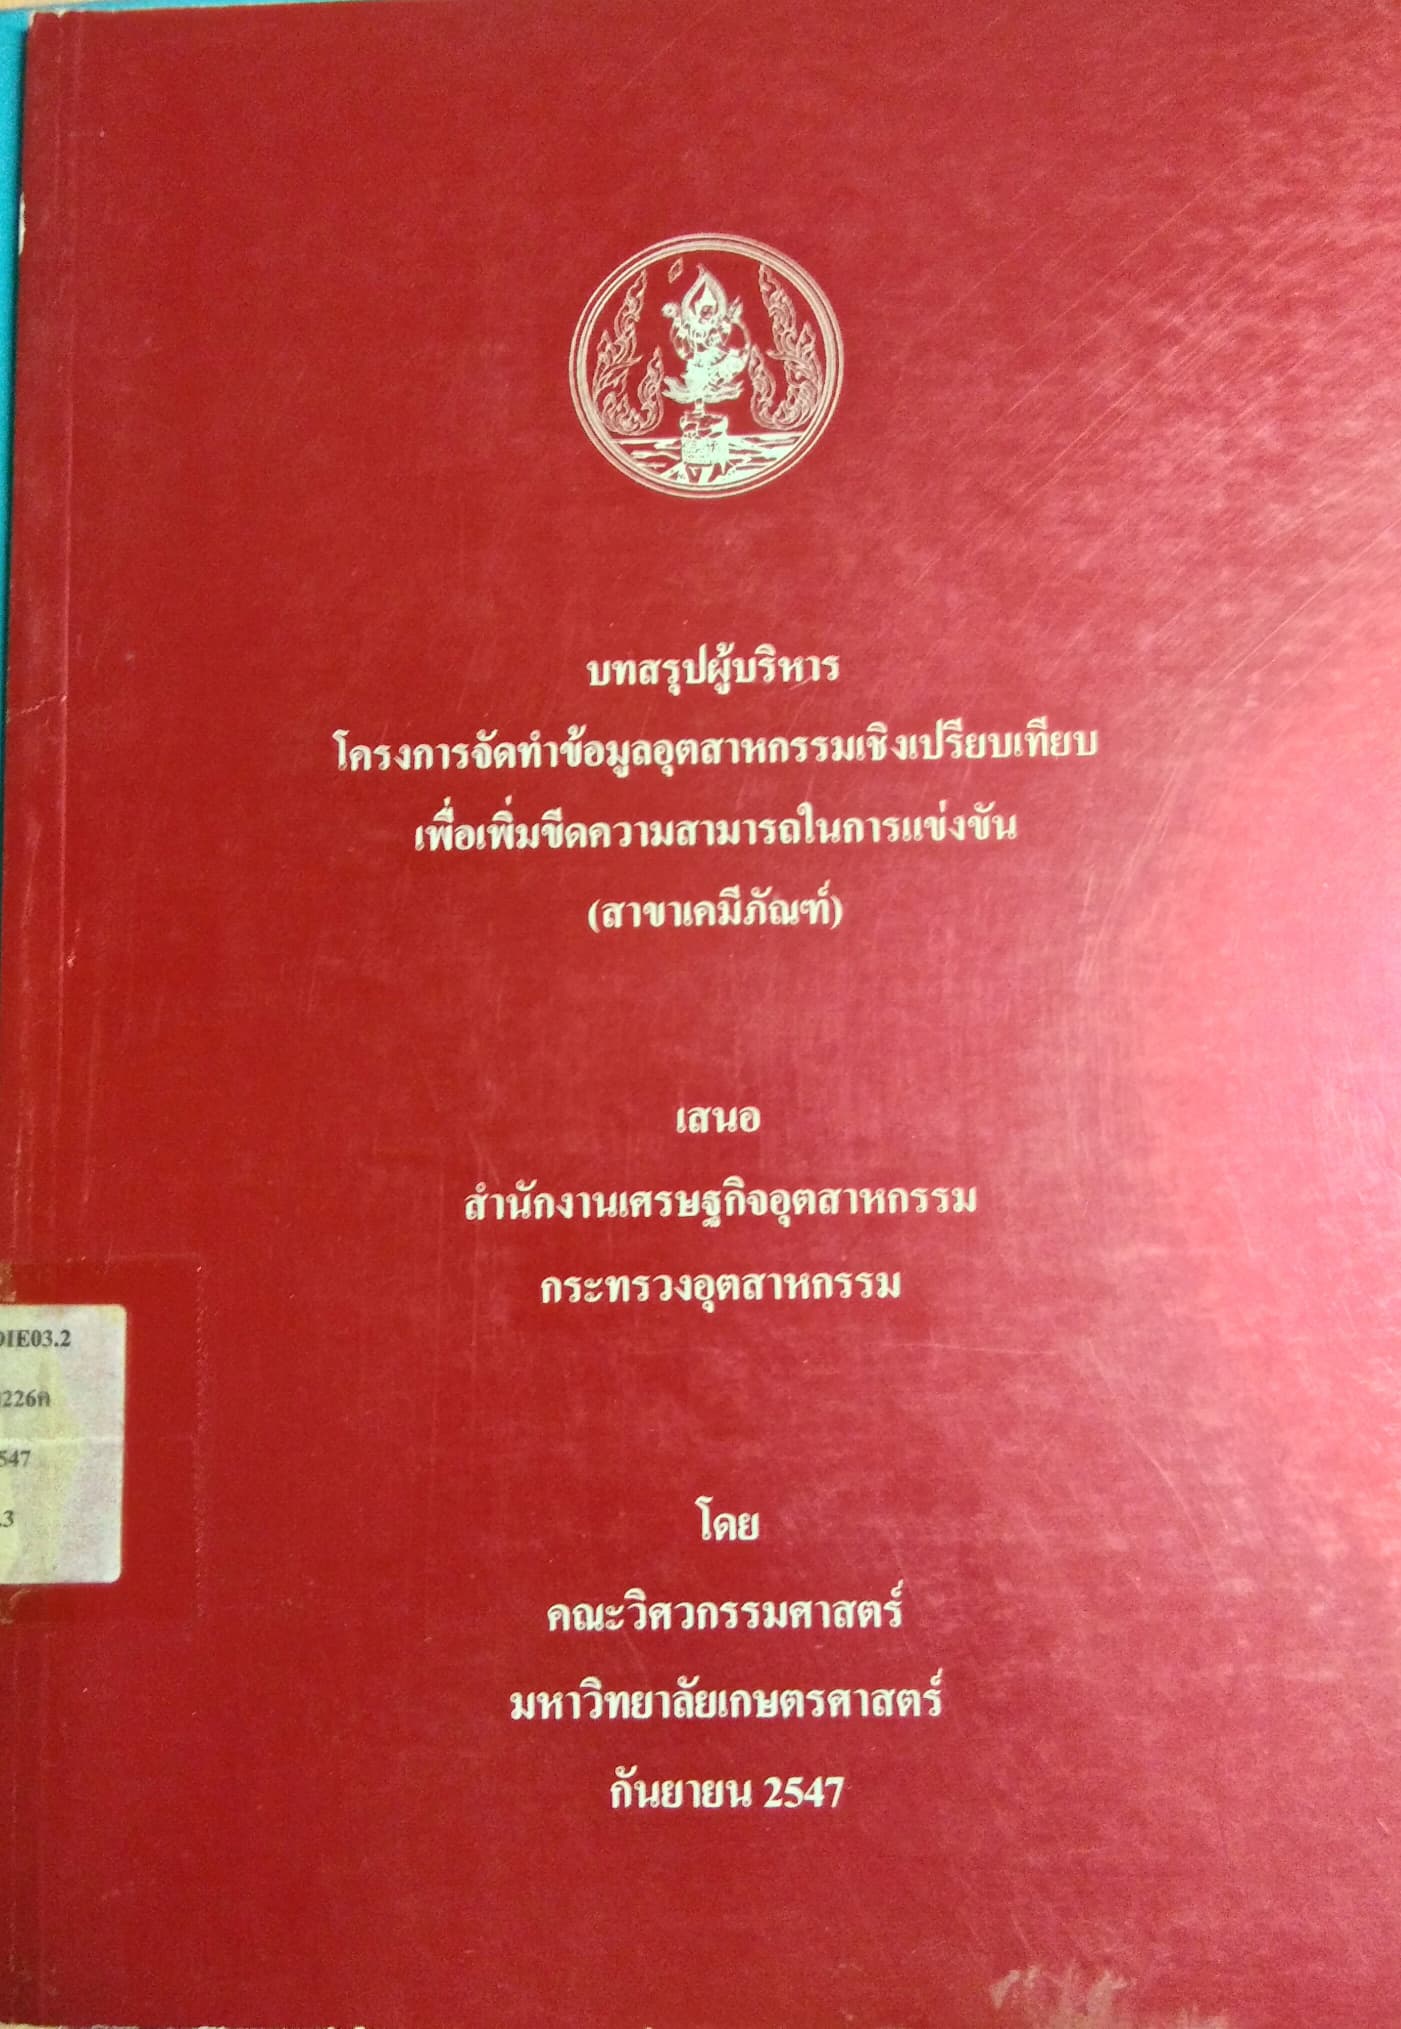 บทสรุปผู้บริหาร
โครงการจัดทำข้อมูลอุตสาหกรรมเชิงเปรียบเทียบ
เพื่อเพิ่มขีดความสามารถในการแข่งขัน
(สาขาเคมีภัณฑ์)
เสนอ
สำนักงานเศรษฐกิจอุตสาหกรรม
กระทรวงอุตสาหกรรม
OIE03.2
226ค
547
.3
โดย
คณะวิศวกรรมศาสตร์
มหาวิทยาลัยเกษตรศาสตร์
กันยายน 2547